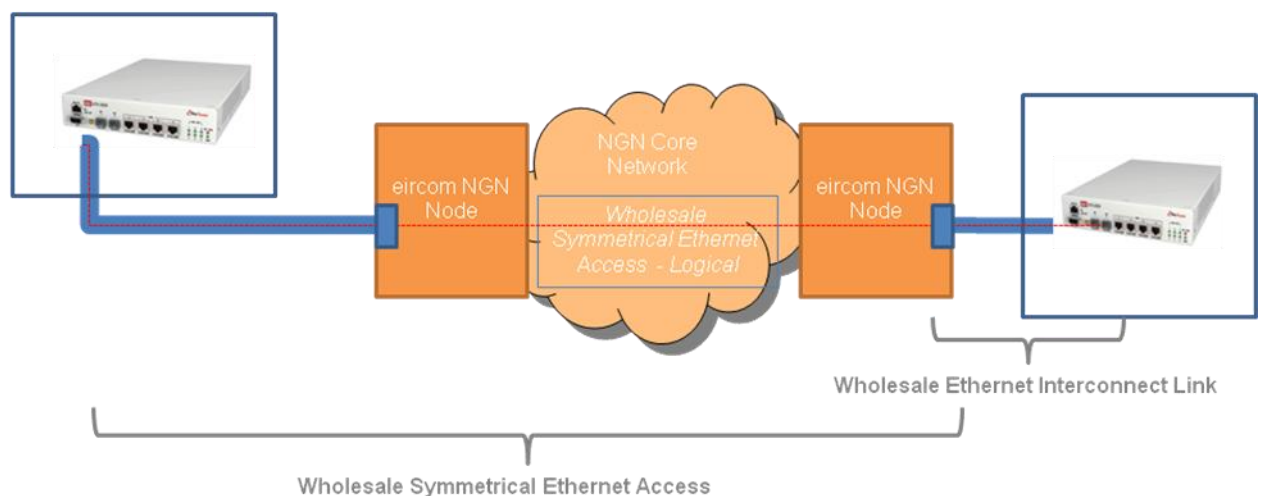 NGN Core
Network
eircom NGN
Node
eircom NGN
Node
Wholesale
Symmetrical Ethernet
Access - Logical
Wholesale Ethernet Interconnect Link
Wholesale Symmetrical Ethernet Access